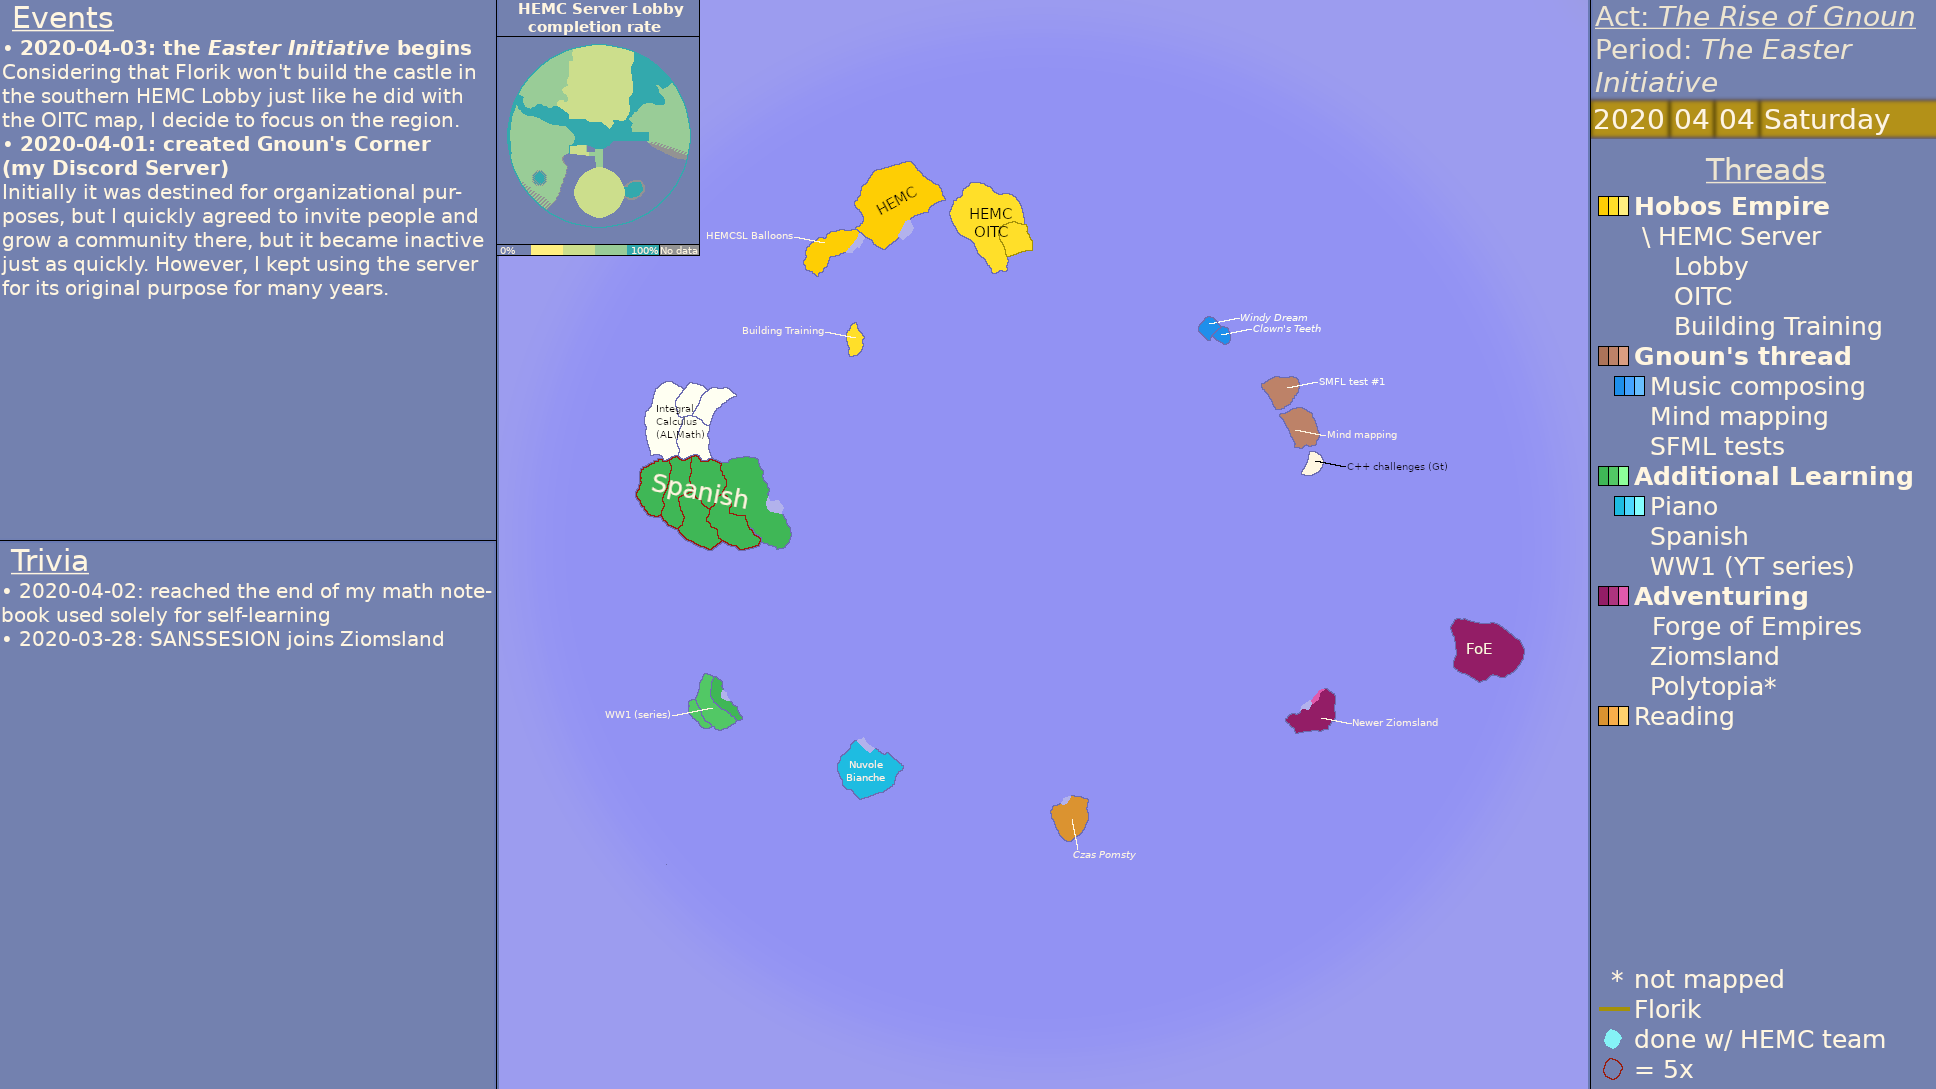 Events
• 2020-04-03: the Easter Initiative begins
Considering that Florik won't build the castle in
the southern HEMC Lobby just like he did with
the OITC map, I decide to focus on the region.
• 2020-04-01: created Gnoun's Corner
(my Discord Server)
Initially it was destined for organizational pur-
poses, but I quickly agreed to invite people and
grow a community there, but it became inactive
just as quickly. However, I kept using the server
for its original purpose for many years.
Trivia
• 2020-04-02: reached the end of my math note-
book used solely for self-learning
• 2020-03-28: SANSSESION joins Ziomsland
HEMC Server Lobby
completion rate
0%
100%
No data
HEMC
HEMC
OITC
HEMCSL Balloons
Building Training
Windy Dream
Clown's Teeth
SMFL test #1
Mind mapping
C++ challenges (Gt)
Integral
Calculus
(AL\Math)
Spanish
FoE
WW1 (series)
Newer Ziomsland
Nuvole
Bianche
Czas Pomsty
Act: The Rise of Gnoun
Period: The Easter
Initiative
2020 04 04 Saturday
Threads
Hobos Empire
\ HEMC Server
Lobby
OITC
Building Training
Gnoun's thread
Music composing
Mind mapping
SFML tests
Additional Learning
Piano
Spanish
WW1 (YT series)
Adventuring
Forge of Empires
Ziomsland
Polytopia*
Reading
* not mapped
Florik
done w/ HEMC team
= 5x